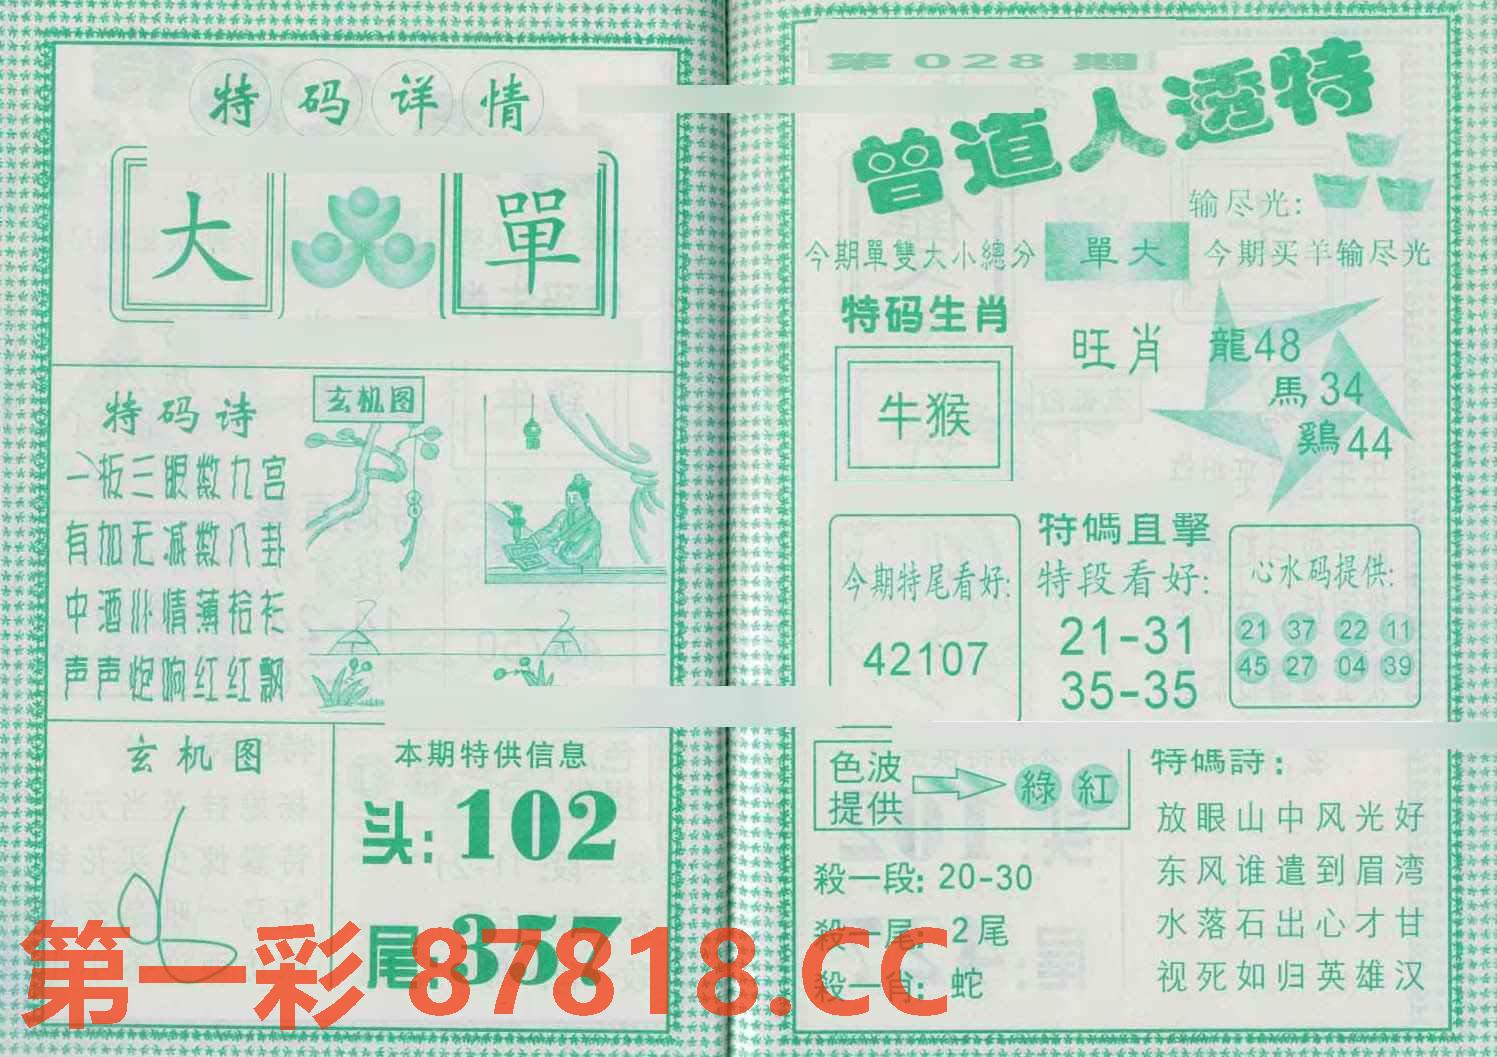 特码详情
大 單
特码诗
一板三眼数九宫
有加无减数八卦
中酒心情薄拾衫
声声炮响红红飘
玄机图
玄机图
本期特供信息
头:102
尾:357
第028期
曾道人透特
输尽光:
今期單雙大小總分 單大 今期买羊输尽光
特码生肖
牛猴
旺肖
龍48
馬34
鷄44
今期特尾看好:
42107
特碼直擊
特段看好:
21-31
35-35
心水码提供:
21 37 22 11
45 27 04 39
色波提供
綠 紅
殺一段:20-30
殺一尾:2尾
殺一肖:蛇
特碼詩:
放眼山中风光好
东风谁遣到眉湾
水落石出心才甘
视死如归英雄汉
第一彩 87818.CC